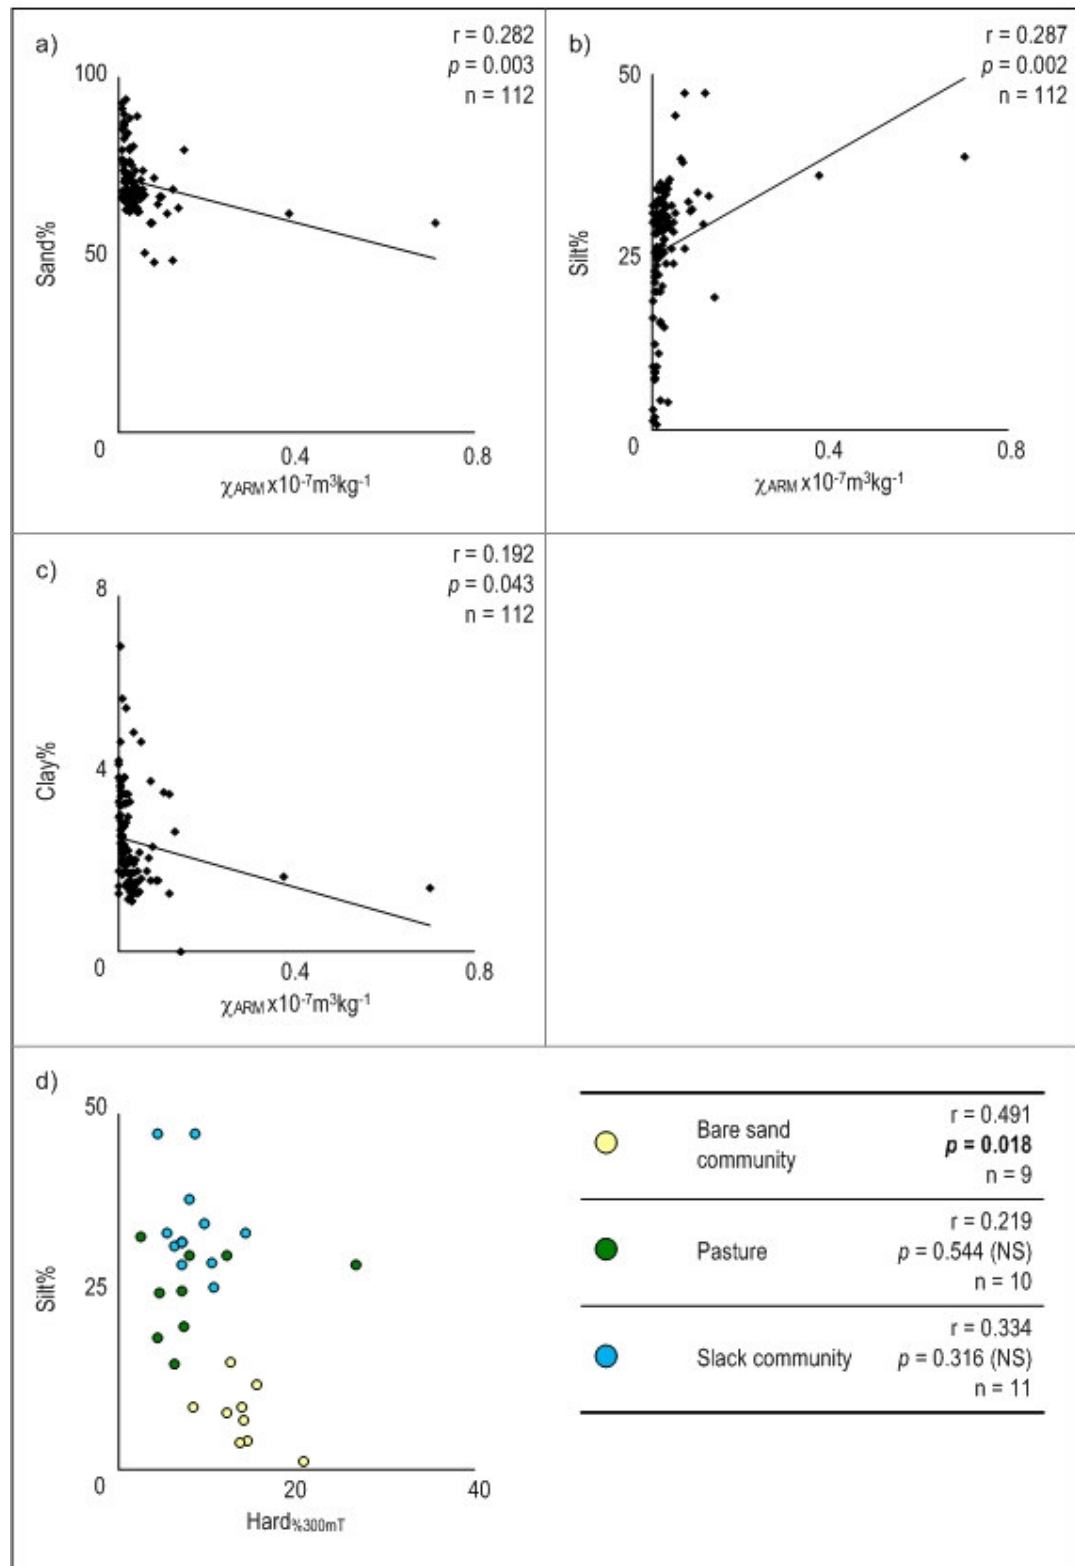 a)
r = 0.282
p = 0.003
n = 112
100
50
0
Sand%
0.4
0.8
χARM x10⁻⁷m³kg⁻¹
b)
r = 0.287
p = 0.002
n = 112
50
25
0
Silt%
0.4
0.8
χARM x10⁻⁷m³kg⁻¹
c)
r = 0.192
p = 0.043
n = 112
8
4
0
Clay%
0.4
0.8
χARM x10⁻⁷m³kg⁻¹
d)
50
25
0
Silt%
20
40
Hard%300mT
Bare sand
community
r = 0.491
p = 0.018
n = 9
Pasture
r = 0.219
p = 0.544 (NS)
n = 10
Slack community
r = 0.334
p = 0.316 (NS)
n = 11